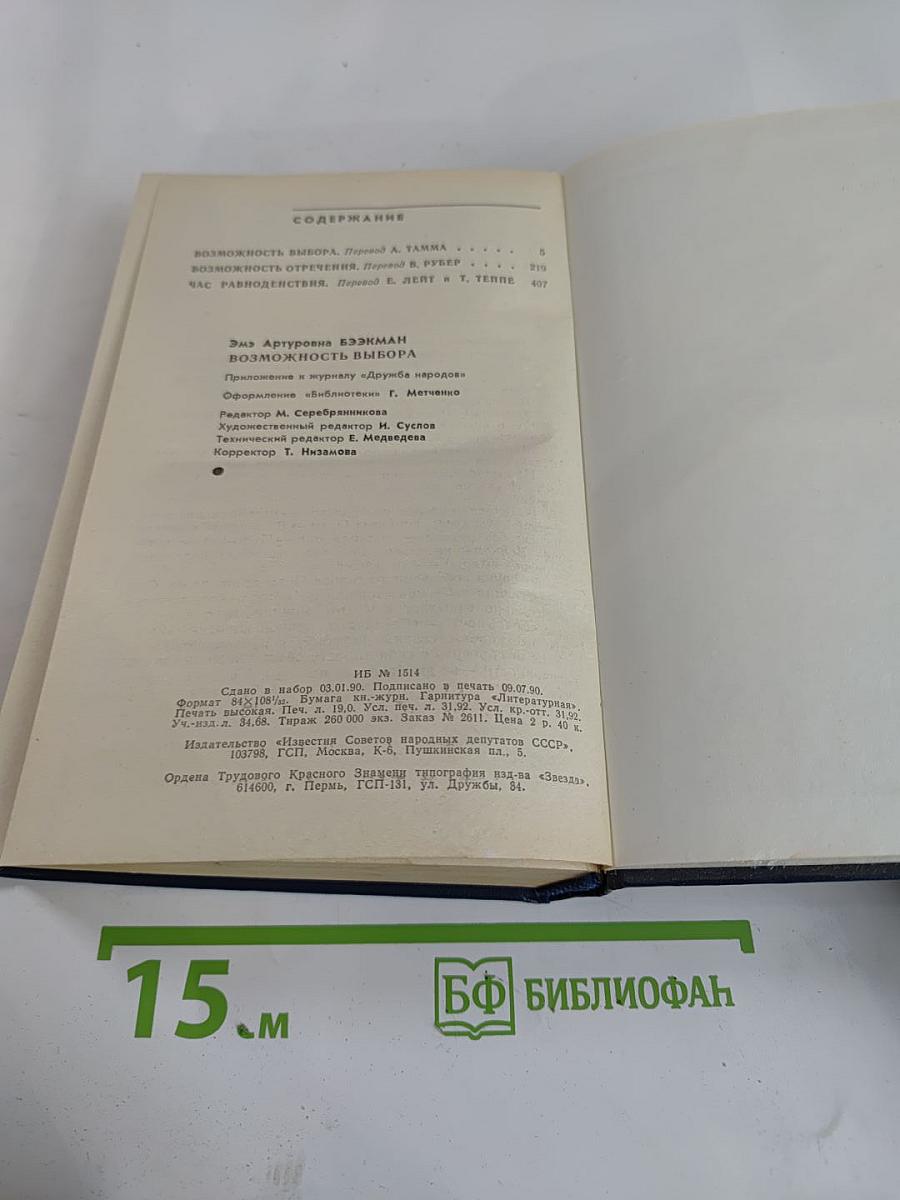 СОДЕРЖАНИЕ
ВОЗМОЖНОСТЬ ВЫБОРА. Перевод А. ТАММА . . . . . 5
ВОЗМОЖНОСТЬ ОТРЕЧЕНИЯ. Перевод В. РУБЕР . . . . 219
ЧАС РАВНОДЕНСТВИЯ. Перевод Е. ЛЕЙТ и Т. ТЕППЕ 407
Эмэ Артуровна БЭЭКМАН
ВОЗМОЖНОСТЬ ВЫБОРА
Приложение к журналу «Дружба народов»
Оформление «Библиотеки» Г. Метченко
Редактор М. Серебрянникова
Художественный редактор И. Суслов
Технический редактор Е. Медведева
Корректор Т. Низамова
ИБ № 1514
Сдано в набор 03.01.90. Подписано в печать 09.07.90.
Формат 84×108¹/₃₂. Бумага кн.-журн. Гарнитура «Литературная».
Печать высокая. Печ. л. 19,0. Усл. печ. л. 31,92. Усл. кр.-отт. 31,92.
Уч.-изд. л. 34,68. Тираж 260 000 экз. Заказ № 2611. Цена 2 р. 40 к.
Издательство «Известия Советов народных депутатов СССР»,
103798, ГСП, Москва, К-6, Пушкинская пл., 5.
Ордена Трудового Красного Знамени типография изд-ва «Звезда»,
614600, г. Пермь, ГСП-131, ул. Дружбы, 34.
15 см
БФ БИБЛИОФАН